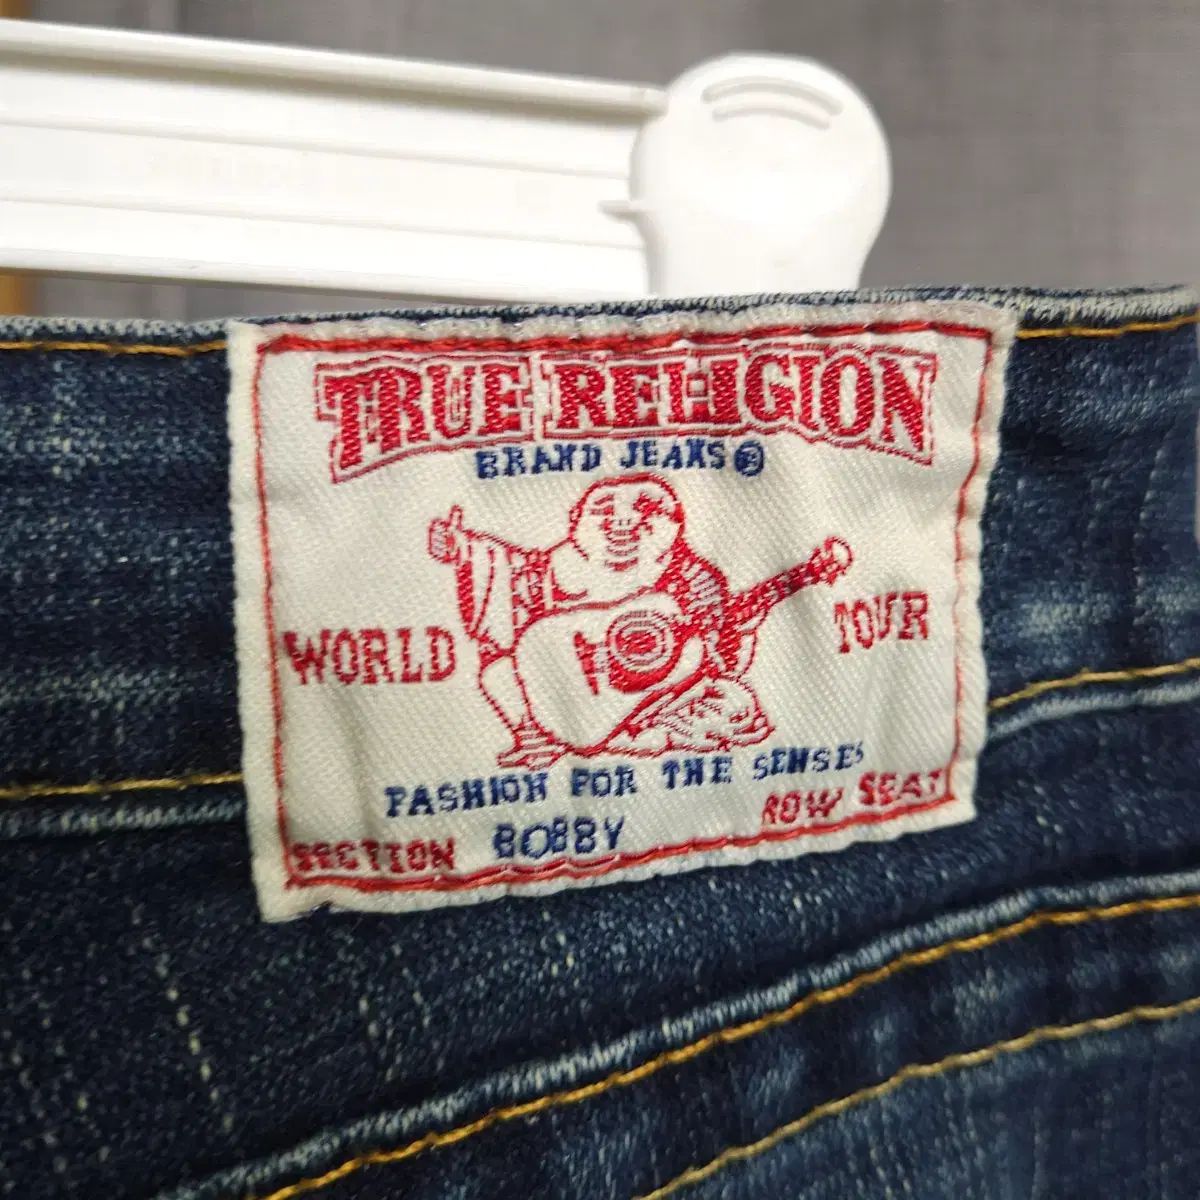 TRUE RELIGION
BRAND JEANS®
WORLD TOUR
FASHION FOR THE SENSES
SECTION BOBBY ROW SEAT